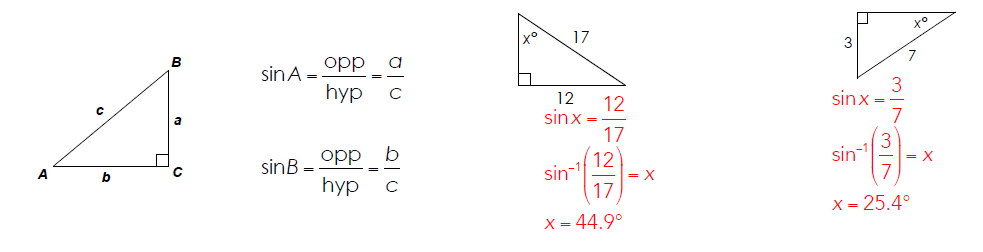 B
c
a
A
b
C
sin A = opp/hyp = a/c
sin B = opp/hyp = b/c
x°
17
12
sin x = 12/17
sin⁻¹(12/17) = x
x = 44.9°
x°
3
7
sin x = 3/7
sin⁻¹(3/7) = x
x = 25.4°